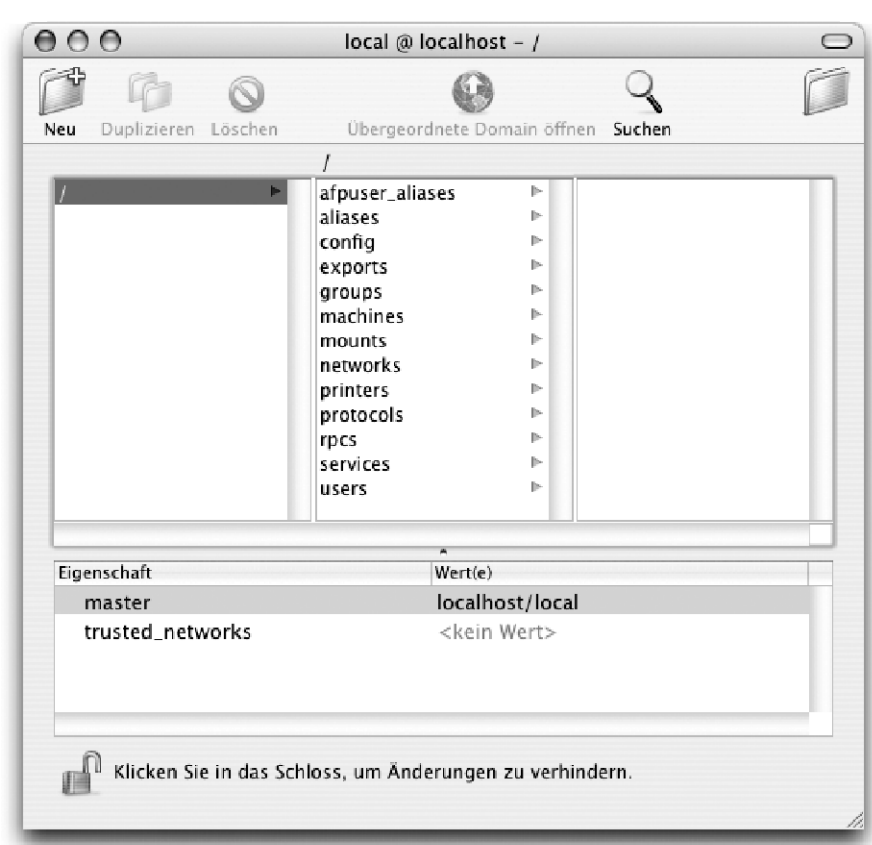 local @ localhost – /
Neu Duplizieren Löschen Übergeordnete Domain öffnen Suchen
/
/
afpuser_aliases
aliases
config
exports
groups
machines
mounts
networks
printers
protocols
rpcs
services
users
Eigenschaft Wert(e)
master localhost/local
trusted_networks <kein Wert>
Klicken Sie in das Schloss, um Änderungen zu verhindern.